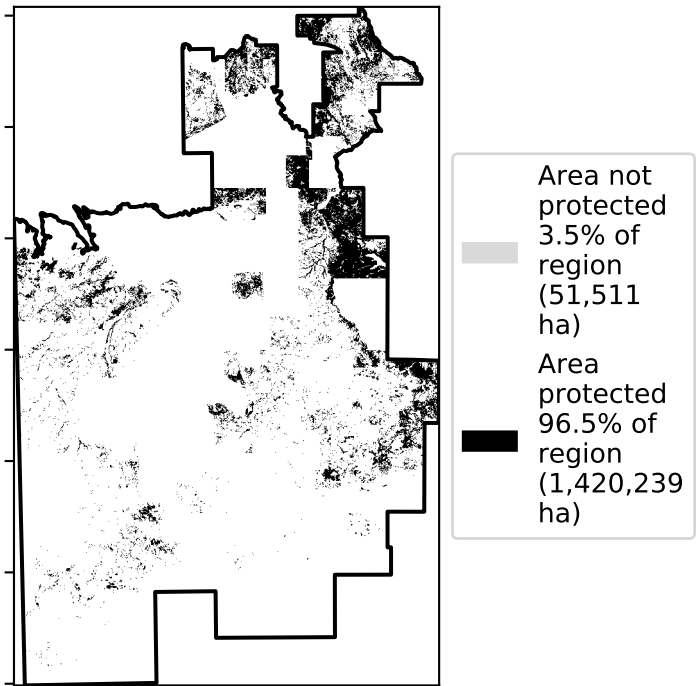 Area not
protected
3.5% of
region
(51,511
ha)
Area
protected
96.5% of
region
(1,420,239
ha)